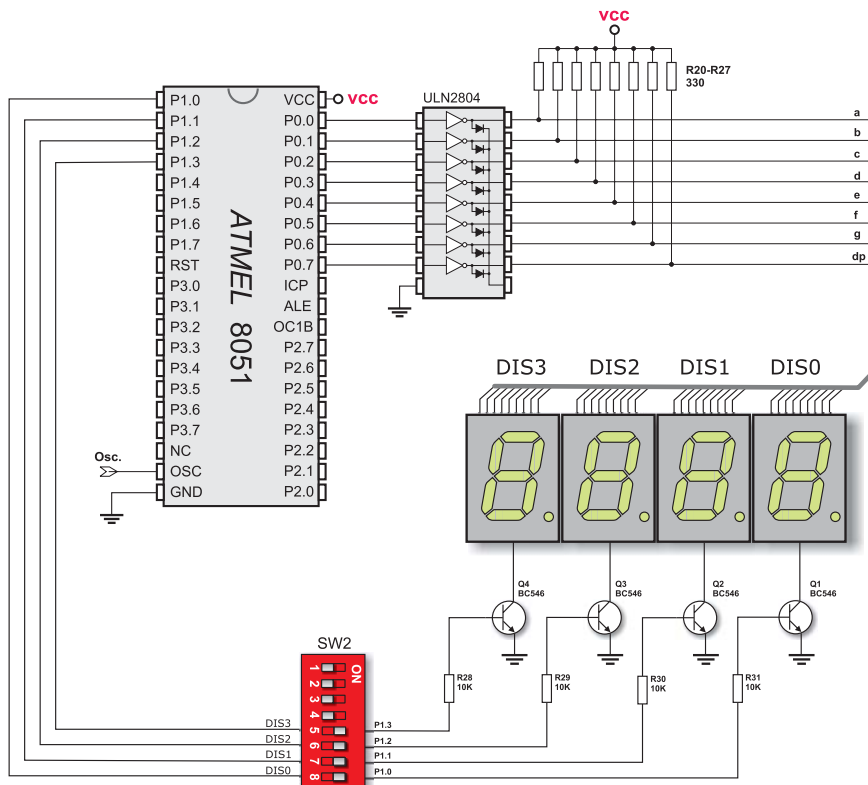 VCC
R20-R27
330
ULN2804
P1.0
P1.1
P1.2
P1.3
P1.4
P1.5
P1.6
P1.7
RST
P3.0
P3.1
P3.2
P3.3
P3.4
P3.5
P3.6
P3.7
NC
OSC
GND
ATMEL 8051
VCC
P0.0
P0.1
P0.2
P0.3
P0.4
P0.5
P0.6
P0.7
ICP
ALE
OC1B
P2.7
P2.6
P2.5
P2.4
P2.3
P2.2
P2.1
P2.0
VCC
Osc.
a
b
c
d
e
f
g
dp
DIS3 DIS2 DIS1 DIS0
Q4
BC546
Q3
BC546
Q2
BC546
Q1
BC546
R28
10K
R29
10K
R30
10K
R31
10K
SW2
ON
1
2
3
4
5
6
7
8
DIS3
DIS2
DIS1
DIS0
P1.3
P1.2
P1.1
P1.0